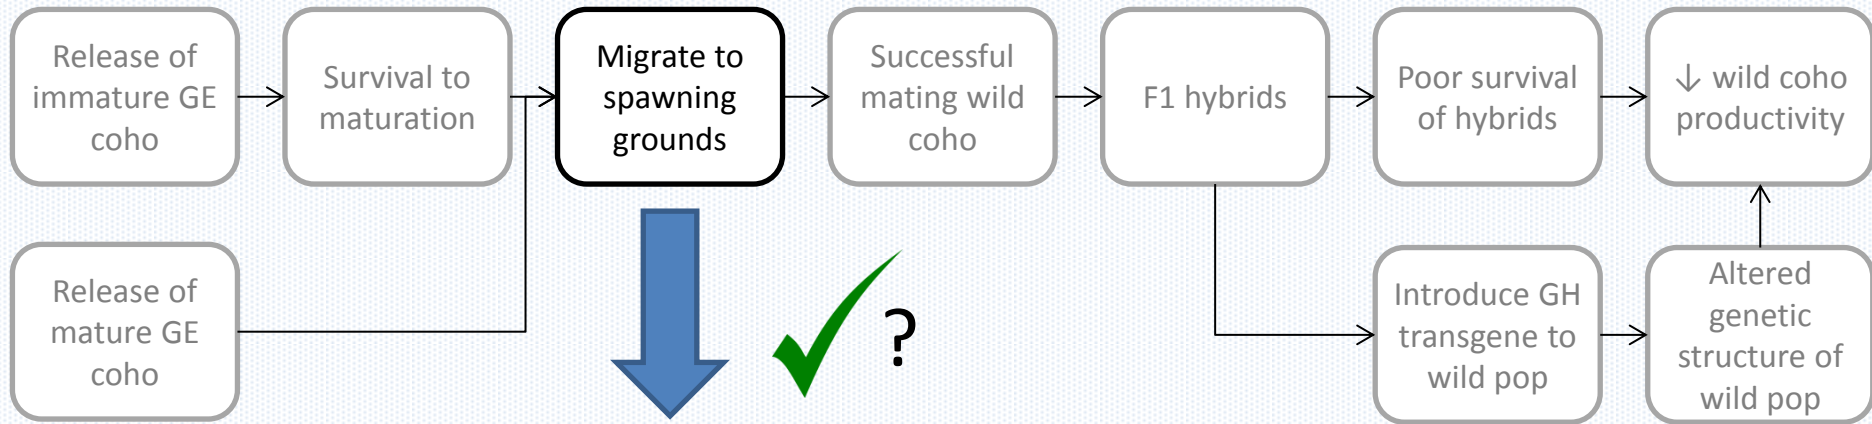 Release of
immature GE
coho
Survival to
maturation
Migrate to
spawning
grounds
Successful
mating wild
coho
F1 hybrids
Poor survival
of hybrids
↓ wild coho
productivity
Release of
mature GE
coho
?
Introduce GH
transgene to
wild pop
Altered
genetic
structure of
wild pop